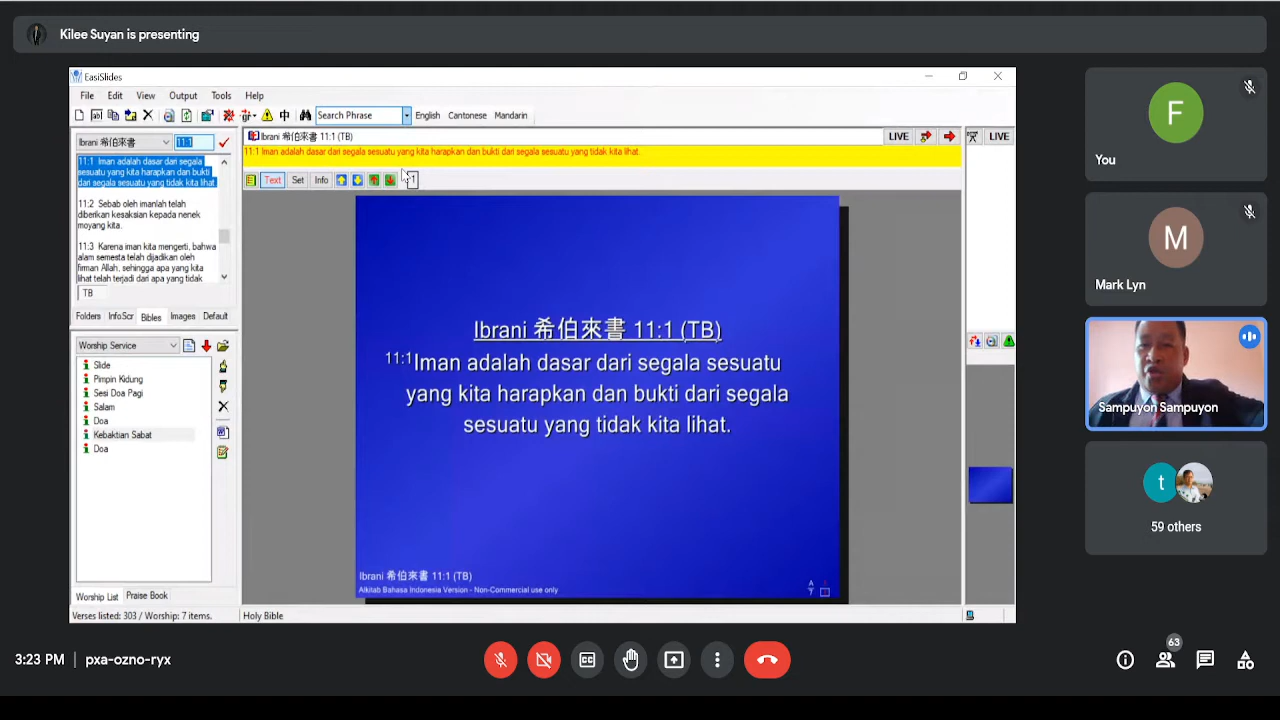 Kilee Suyan is presenting
EasiSlides
File Edit View Output Tools Help
Search Phrase English Cantonese Mandarin
Ibrani 希伯來書 11:1
11:1 Iman adalah dasar dari segala
sesuatu yang kita harapkan dan bukti
dari segala sesuatu yang tidak kita lihat.
11:2 Sebab oleh imanlah telah
diberikan kesaksian kepada nenek
moyang kita.
11:3 Karena iman kita mengerti, bahwa
alam semesta telah dijadikan oleh
firman Allah, sehingga apa yang kita
lihat telah terjadi dari apa yang tidak
TB
Folders InfoScr Bibles Images Default
Worship Service
Slide
Pimpin Kidung
Sesi Doa Pagi
Salam
Doa
Kebaktian Sabat
Doa
Worship List Praise Book
Verses listed: 303 / Worship: 7 items. Holy Bible
Ibrani 希伯來書 11:1 (TB) LIVE LIVE
11:1 Iman adalah dasar dari segala sesuatu yang kita harapkan dan bukti dari segala sesuatu yang tidak kita lihat.
Text Set Info
Ibrani 希伯來書 11:1 (TB)
11:1Iman adalah dasar dari segala sesuatu
yang kita harapkan dan bukti dari segala
sesuatu yang tidak kita lihat.
Ibrani 希伯來書 11:1 (TB)
Alkitab Bahasa Indonesia Version - Non-Commercial use only
F
You
M
Mark Lyn
Sampuyon Sampuyon
t
59 others
3:23 PM | pxa-ozno-ryx
63